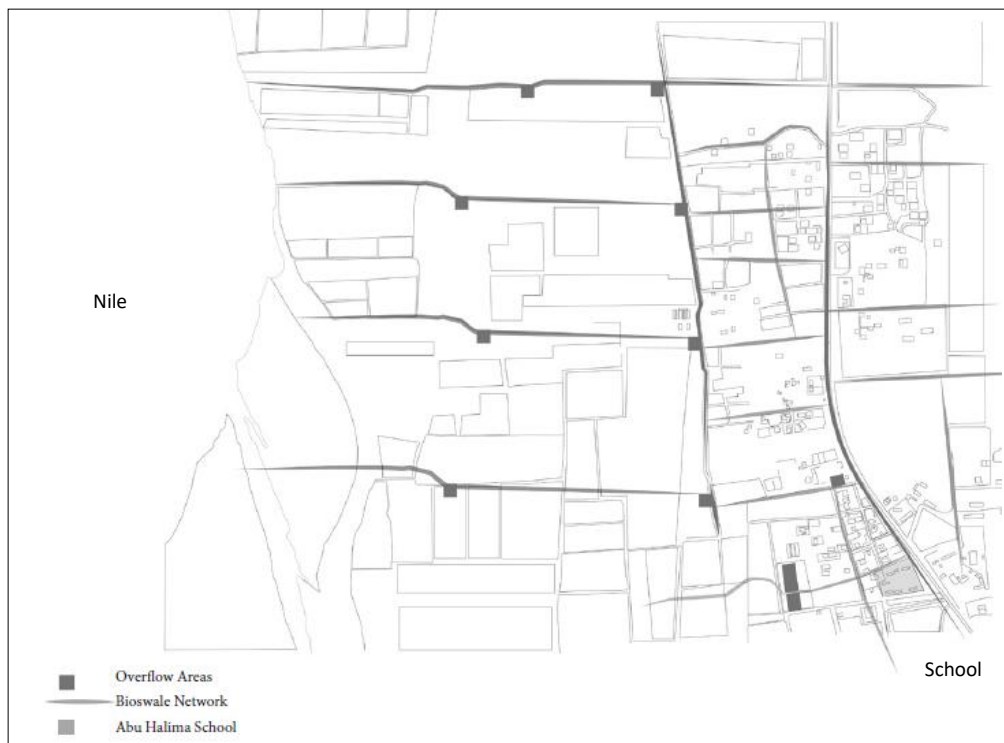 Nile
School
Overflow Areas
Bioswale Network
Abu Halima School